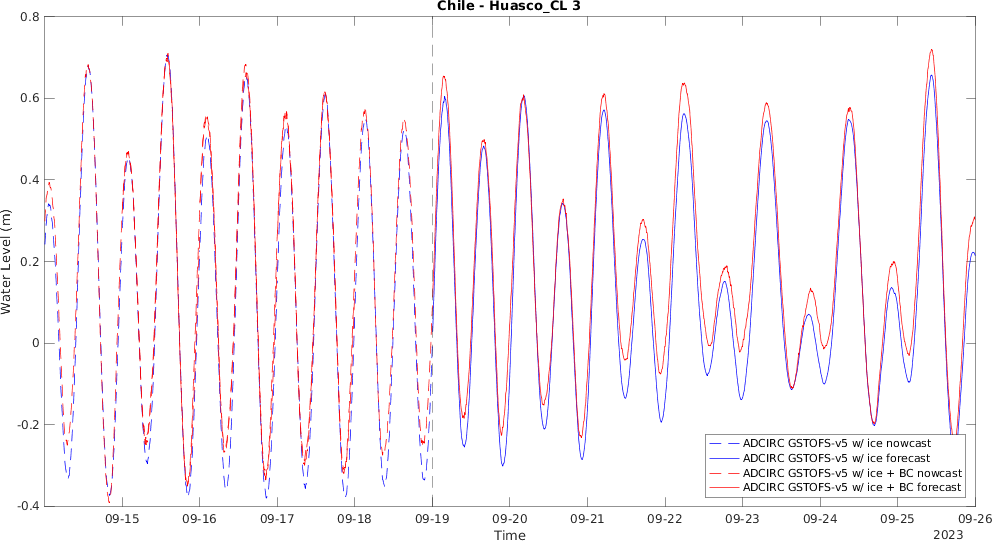 Chile - Huasco_CL 3
Water Level (m)
0.8
0.6
0.4
0.2
0
-0.2
-0.4
ADCIRC GSTOFS-v5 w/ ice nowcast
ADCIRC GSTOFS-v5 w/ ice forecast
ADCIRC GSTOFS-v5 w/ ice + BC nowcast
ADCIRC GSTOFS-v5 w/ ice + BC forecast
09-15 09-16 09-17 09-18 09-19 09-20 09-21 09-22 09-23 09-24 09-25 09-26
Time
2023